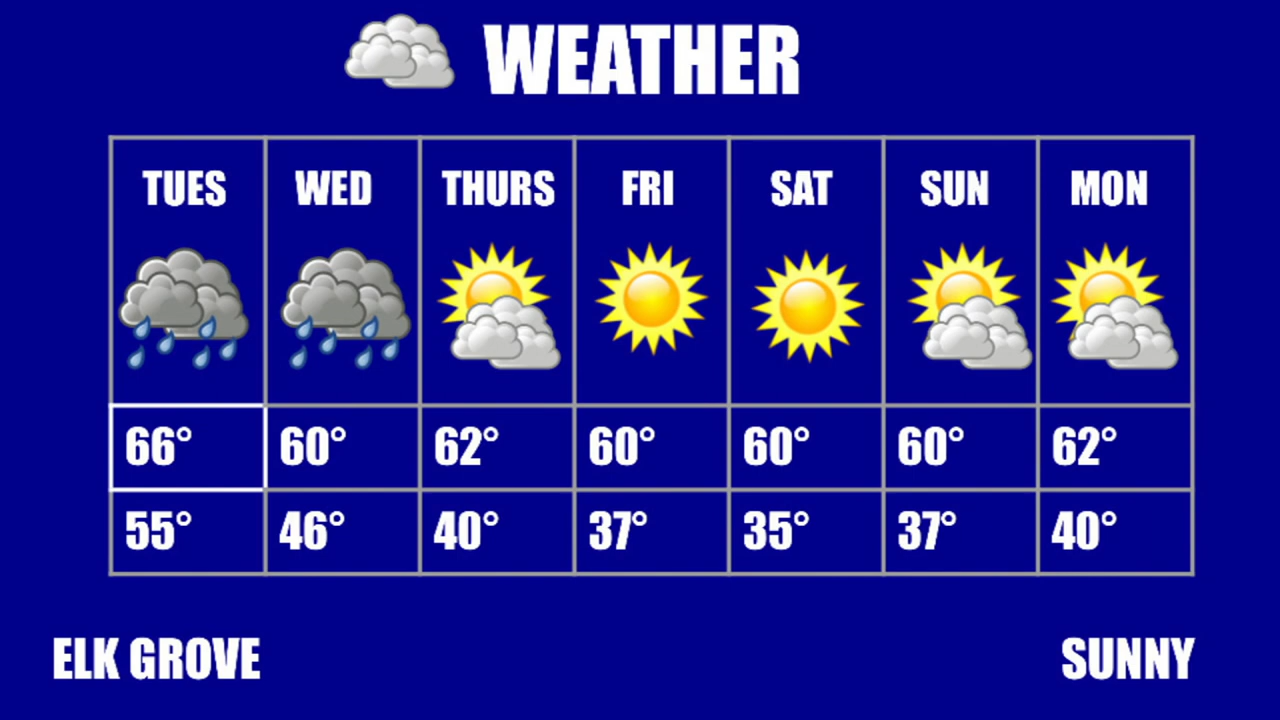 WEATHER
TUES WED THURS FRI SAT SUN MON
66° 60° 62° 60° 60° 60° 62°
55° 46° 40° 37° 35° 37° 40°
ELK GROVE SUNNY